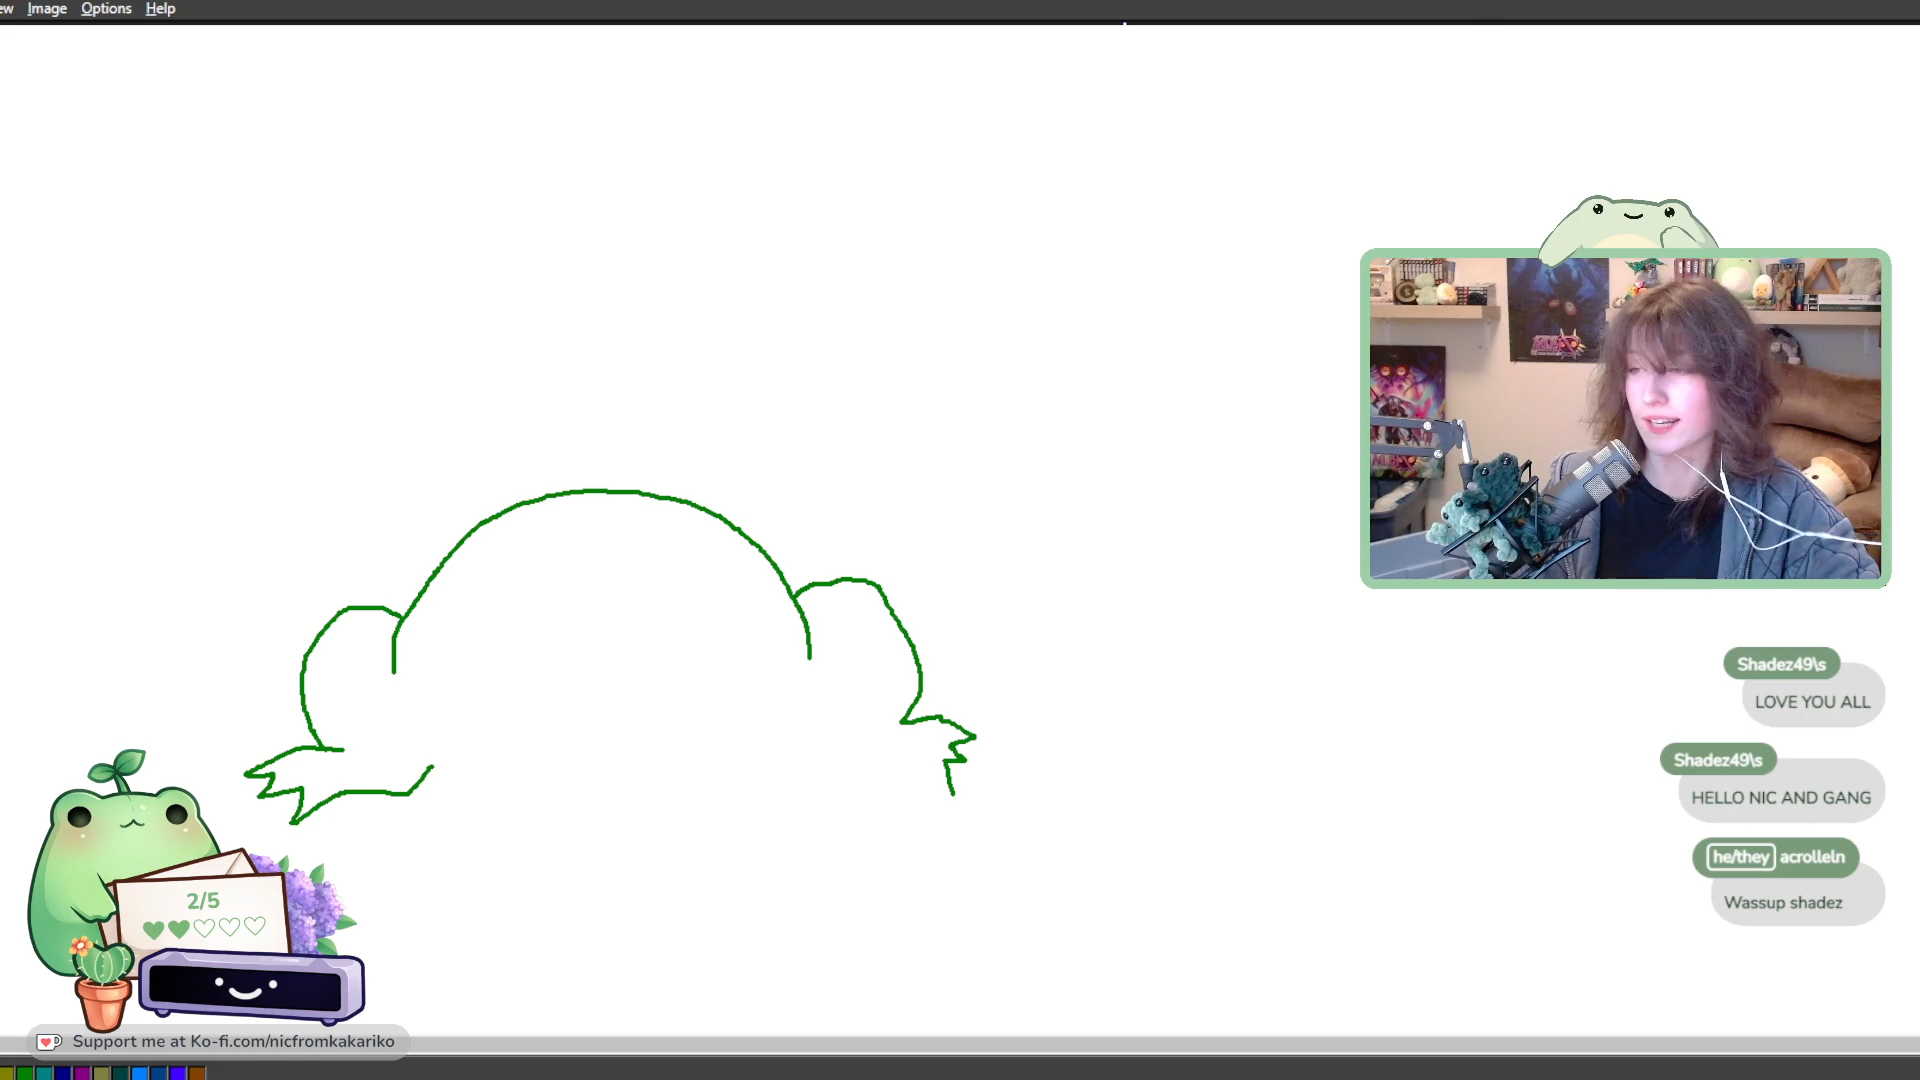 ew Image Options Help
Shadez49\s
LOVE YOU ALL
Shadez49\s
HELLO NIC AND GANG
he/they acrolleln
Wassup shadez
2/5
Support me at Ko-fi.com/nicfromkakariko